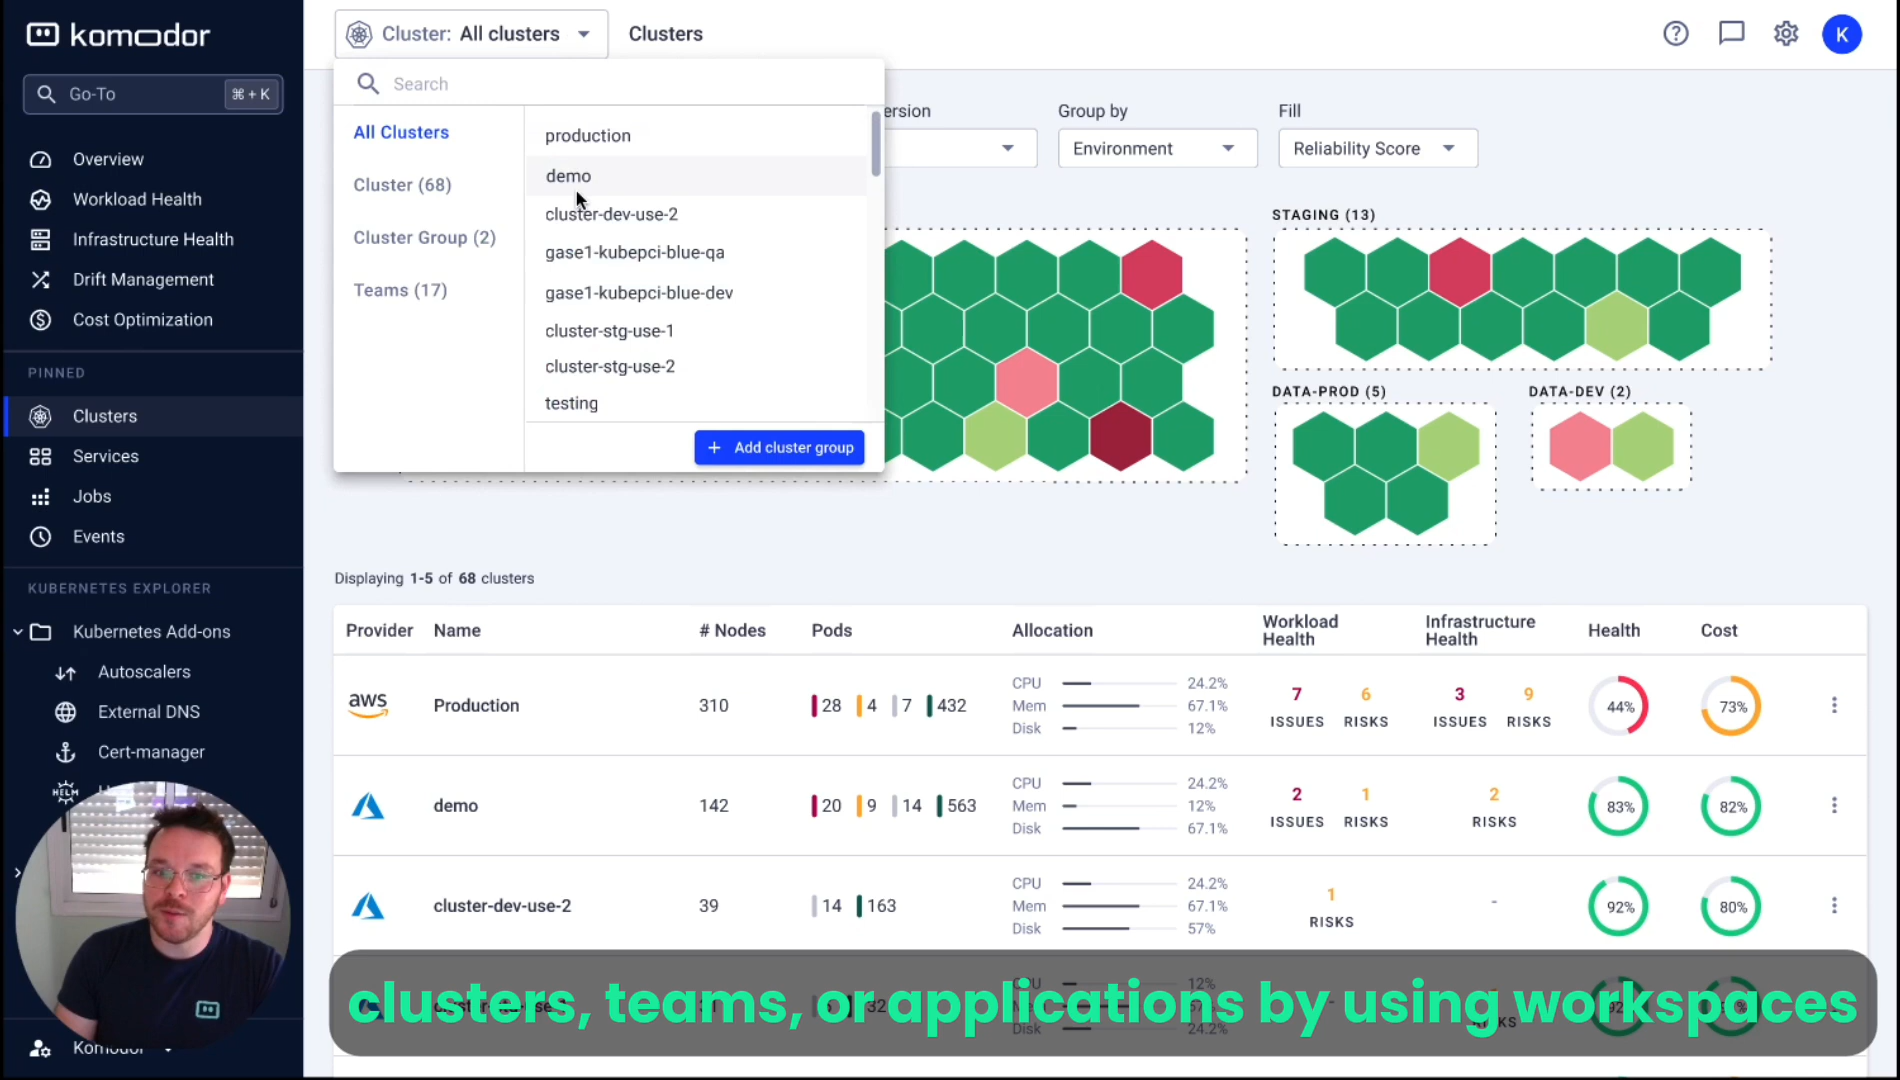 komodor
Go-To
⌘ + K
Overview
Workload Health
Infrastructure Health
Drift Management
Cost Optimization
PINNED
Clusters
Services
Jobs
Events
KUBERNETES EXPLORER
Kubernetes Add-ons
Autoscalers
External DNS
Cert-manager
HELM
Komodor
Cluster: All clusters
Clusters
K
Search
All Clusters
Cluster (68)
Cluster Group (2)
Teams (17)
production
demo
cluster-dev-use-2
gase1-kubepci-blue-qa
gase1-kubepci-blue-dev
cluster-stg-use-1
cluster-stg-use-2
testing
+ Add cluster group
ersion
Group by
Environment
Fill
Reliability Score
STAGING (13)
DATA-PROD (5)
DATA-DEV (2)
Displaying 1-5 of 68 clusters
Provider Name # Nodes Pods Allocation Workload Health Infrastructure Health Health Cost
aws Production 310 28 4 7 432
CPU 24.2%
Mem 67.1%
Disk 12%
7 ISSUES 6 RISKS 3 ISSUES 9 RISKS 44% 73%
demo 142 20 9 14 563
CPU 24.2%
Mem 12%
Disk 67.1%
2 ISSUES 1 RISKS 2 RISKS 83% 82%
cluster-dev-use-2 39 14 163
CPU 24.2%
Mem 67.1%
Disk 57%
1 RISKS - 92% 80%
CPU 12%
Disk 24.2%
clusters, teams, or applications by using workspaces